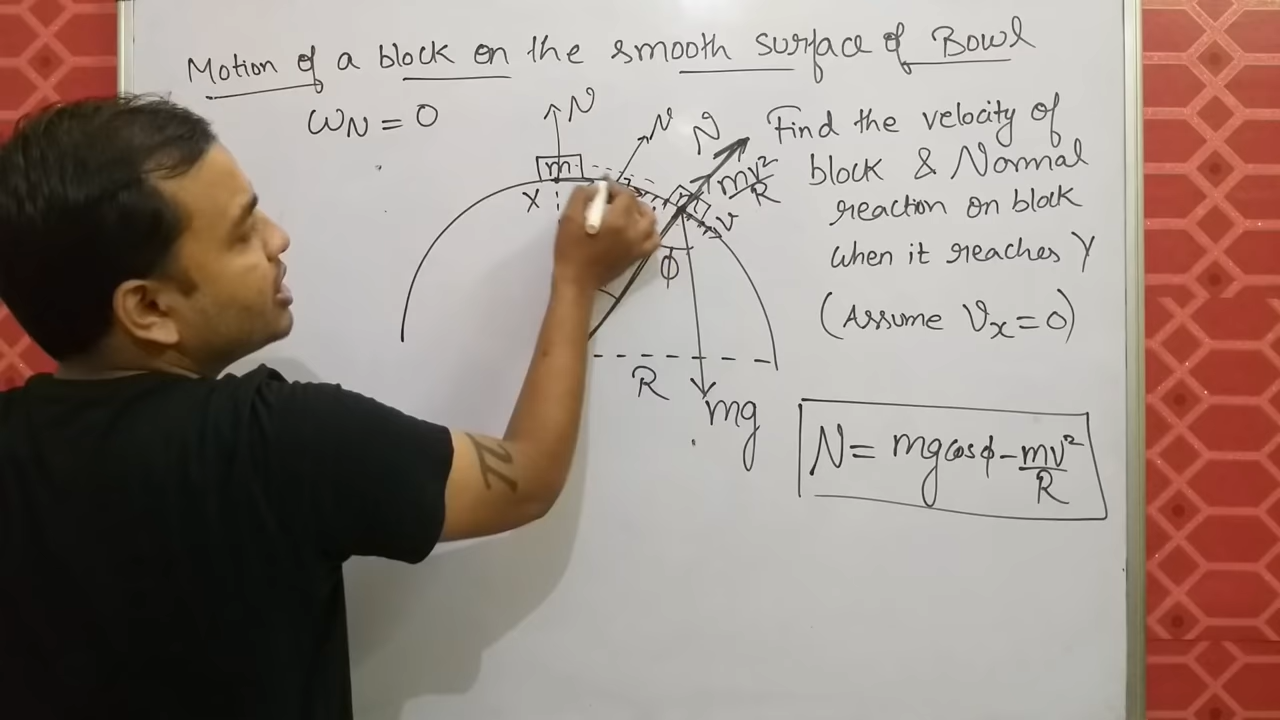 Motion of a block on the smooth surface of Bowl
ωN = 0
N
N
N
m
X
mv²/R
v
ϕ
R
mg
Find the velocity of
block & Normal
reaction on block
when it reaches Y
(Assume Vx = 0)
N = mg cosϕ - mv²/R